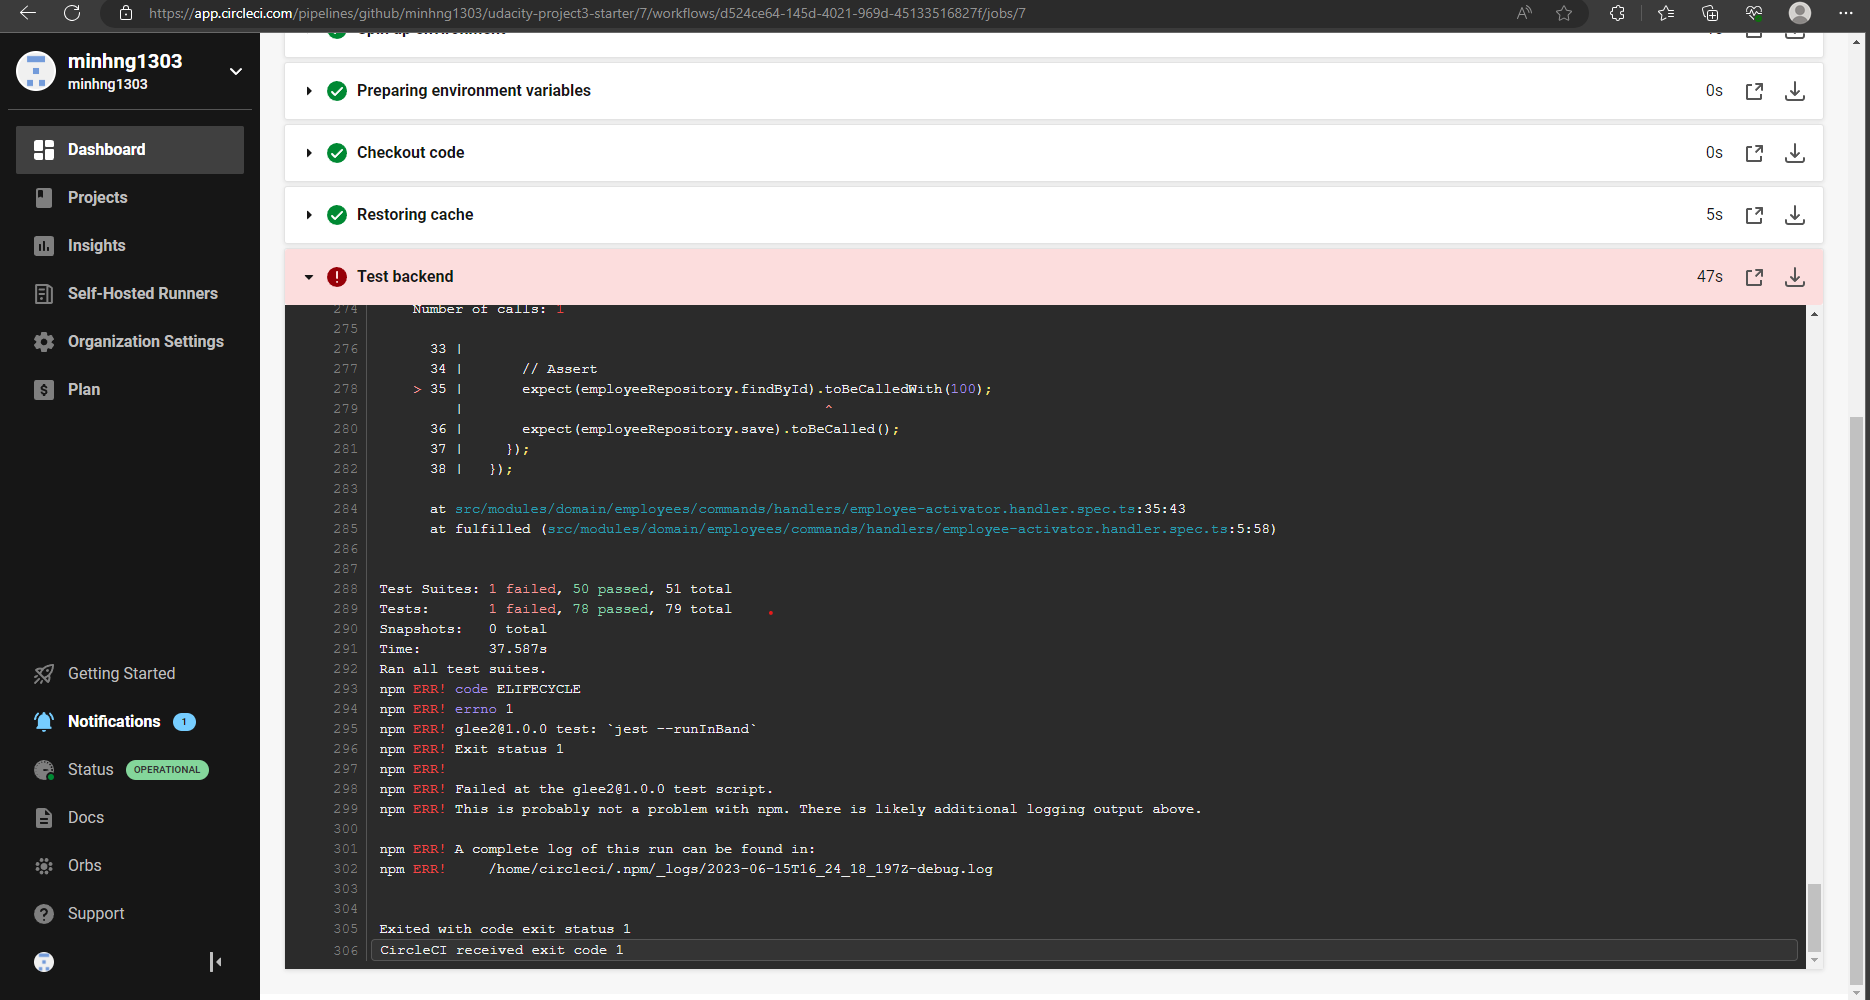 https://app.circleci.com/pipelines/github/minhng1303/udacity-project3-starter/7/workflows/d524ce64-145d-4021-969d-45133516827f/jobs/7
minhng1303
minhng1303
Dashboard
Projects
Insights
Self-Hosted Runners
Organization Settings
Plan
Getting Started
Notifications 1
Status OPERATIONAL
Docs
Orbs
Support
Spin up environment
Preparing environment variables 0s
Checkout code 0s
Restoring cache 5s
Test backend 47s
274 Number of calls: 1
275
276 33 |
277 34 | // Assert
278 > 35 | expect(employeeRepository.findById).toBeCalledWith(100);
279 | ^
280 36 | expect(employeeRepository.save).toBeCalled();
281 37 | });
282 38 | });
283
284 at src/modules/domain/employees/commands/handlers/employee-activator.handler.spec.ts:35:43
285 at fulfilled (src/modules/domain/employees/commands/handlers/employee-activator.handler.spec.ts:5:58)
286
287
288 Test Suites: 1 failed, 50 passed, 51 total
289 Tests: 1 failed, 78 passed, 79 total
290 Snapshots: 0 total
291 Time: 37.587s
292 Ran all test suites.
293 npm ERR! code ELIFECYCLE
294 npm ERR! errno 1
295 npm ERR! glee2@1.0.0 test: `jest --runInBand`
296 npm ERR! Exit status 1
297 npm ERR!
298 npm ERR! Failed at the glee2@1.0.0 test script.
299 npm ERR! This is probably not a problem with npm. There is likely additional logging output above.
300
301 npm ERR! A complete log of this run can be found in:
302 npm ERR! /home/circleci/.npm/_logs/2023-06-15T16_24_18_197Z-debug.log
303
304
305 Exited with code exit status 1
306 CircleCI received exit code 1